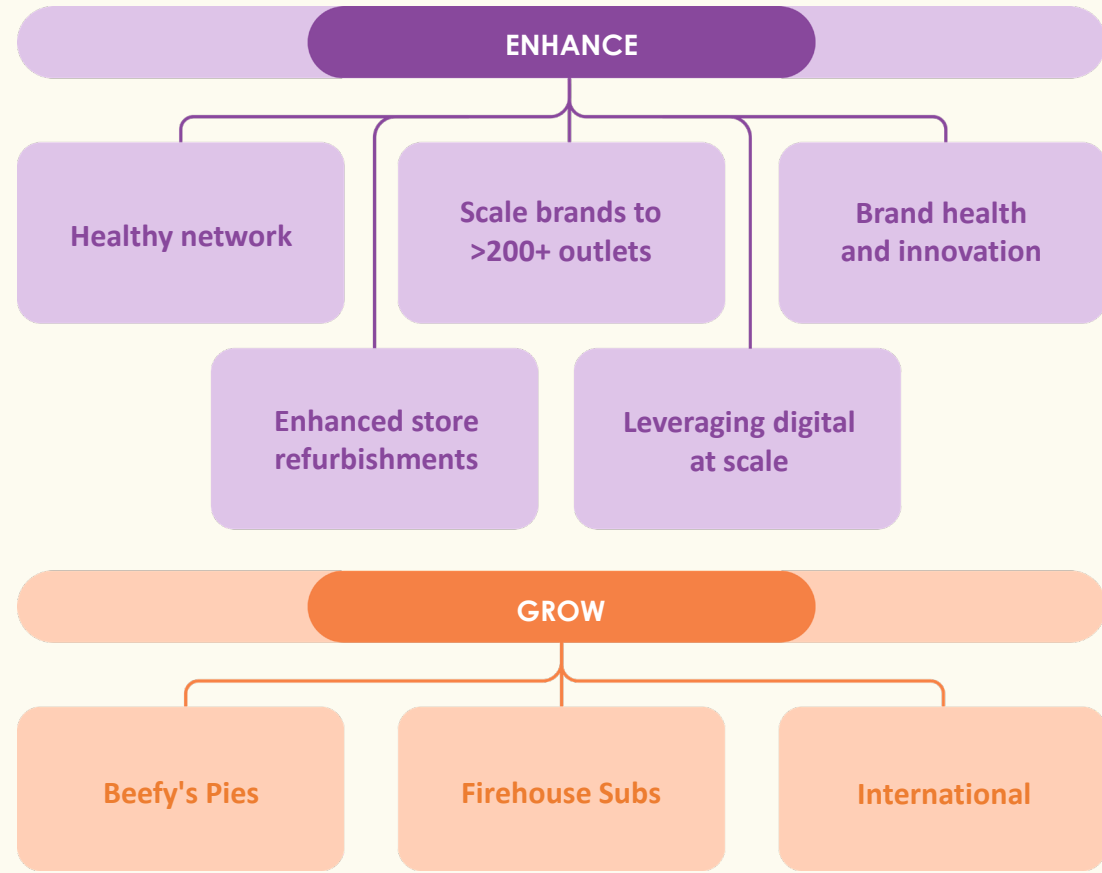 ENHANCE
Healthy network
Scale brands to
>200+ outlets
Brand health
and innovation
Enhanced store
refurbishments
Leveraging digital
at scale
GROW
Beefy's Pies
Firehouse Subs
International